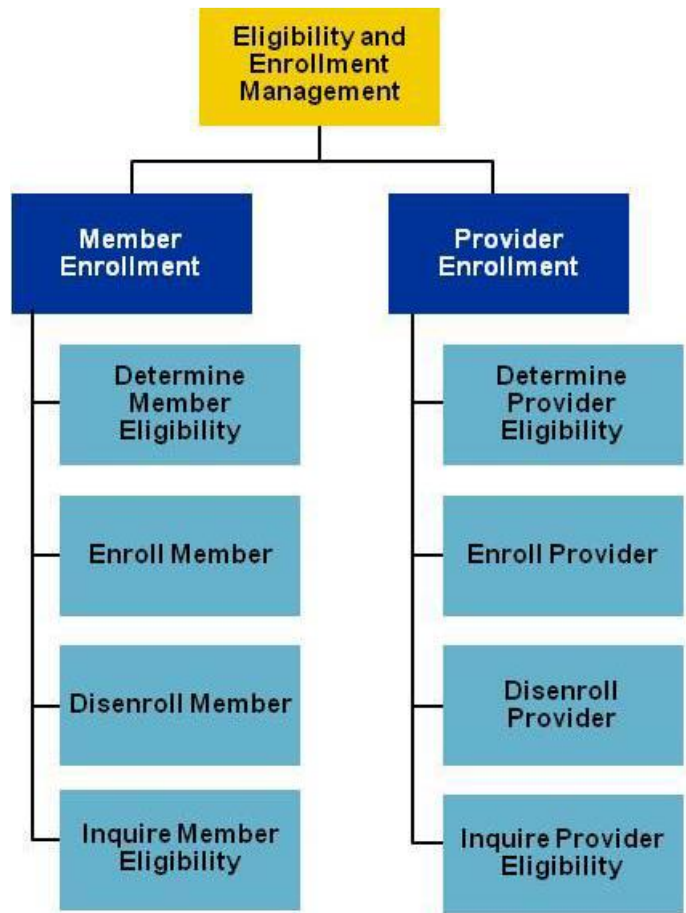 Eligibility and
Enrollment
Management
Member
Enrollment
Provider
Enrollment
Determine
Member
Eligibility
Determine
Provider
Eligibility
Enroll Member
Enroll Provider
Disenroll Member
Disenroll
Provider
Inquire Member
Eligibility
Inquire Provider
Eligibility